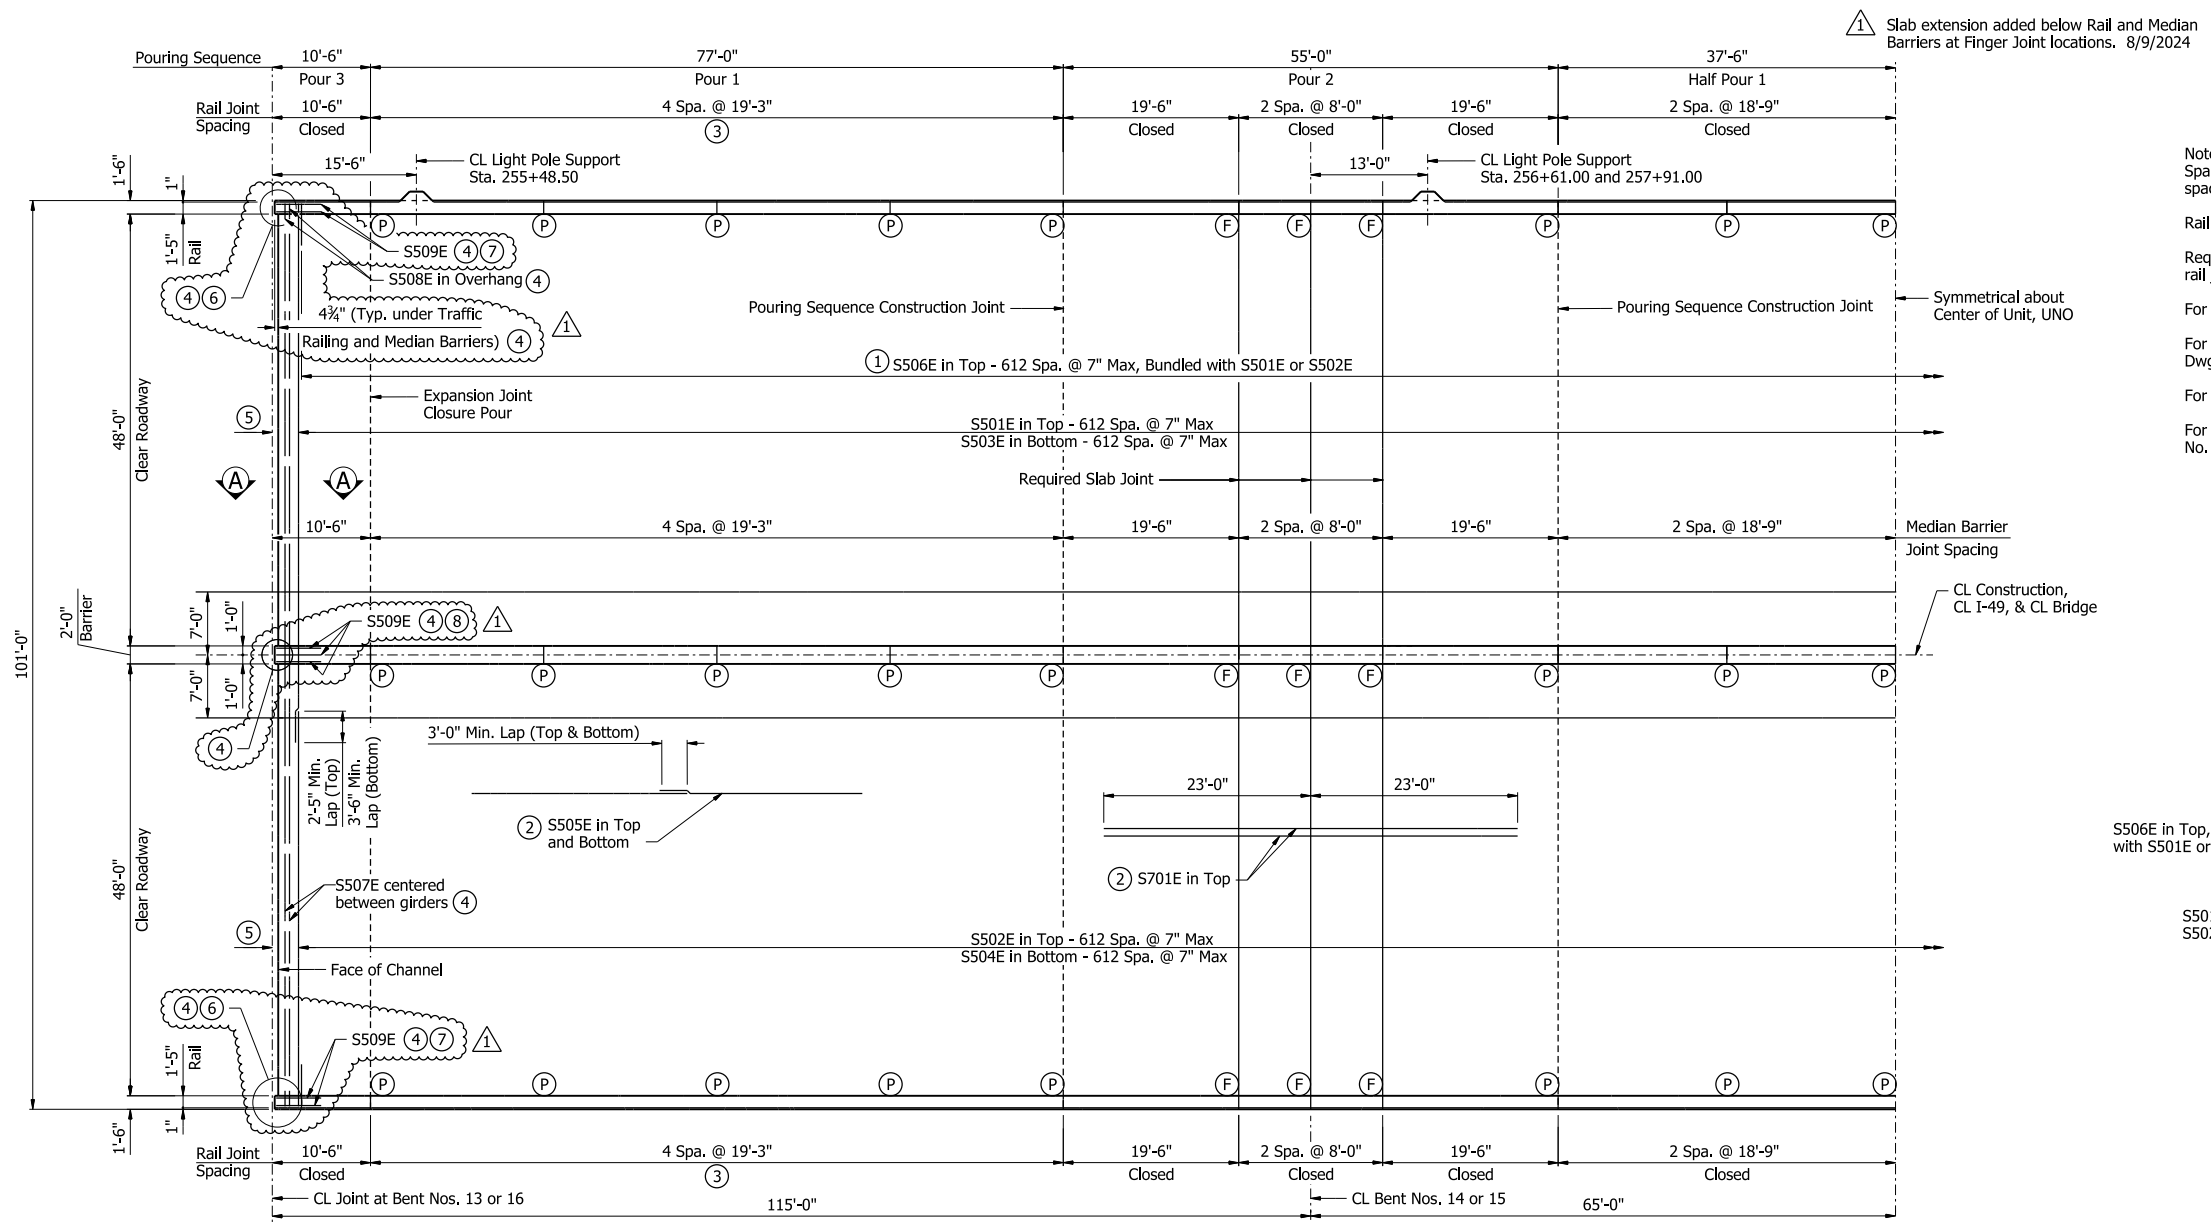 1 Slab extension added below Rail and Median
Barriers at Finger Joint locations. 8/9/2024
Pouring Sequence 10'-6" 77'-0" 55'-0" 37'-6"
Pour 3 Pour 1 Pour 2 Half Pour 1
Rail Joint
Spacing
10'-6" 4 Spa. @ 19'-3" 19'-6" 2 Spa @ 8'-0" 19'-6" 2 Spa. @ 18'-9"
Closed 3 Closed Closed Closed Closed
15'-6"
CL Light Pole Support
Sta. 255+48.50
13'-0"
CL Light Pole Support
Sta. 256+61.00 and 257+91.00
1'-6"
1"
1'-5"
Rail
P P P P P F F F P P P
S509E 4 7
S508E in Overhang 4
4 6
4¾" (Typ. under Traffic
Railing and Median Barriers) 4
1
Pouring Sequence Construction Joint
Pouring Sequence Construction Joint
Symmetrical about
Center of Unit, UNO
1 S506E in Top - 612 Spa. @ 7" Max, Bundled with S501E or S502E
Expansion Joint
Closure Pour
48'-0"
Clear Roadway
5
S501E in Top - 612 Spa. @ 7" Max
S503E in Bottom - 612 Spa. @ 7" Max
A A
Required Slab Joint
10'-6" 4 Spa. @ 19'-3" 19'-6" 2 Spa. @ 8'-0" 19'-6" 2 Spa. @ 18'-9"
Median Barrier
Joint Spacing
CL Construction,
CL I-49, & CL Bridge
101'-0"
2'-0"
Barrier
7'-0" 1'-0"
7'-0" 1'-0"
S509E 4 8 1
P P P P P F F F P P P
4
3'-0" Min. Lap (Top & Bottom)
2'-5" Min.
Lap (Top)
3'-6" Min.
Lap (Bottom)
2 S505E in Top
and Bottom
23'-0" 23'-0"
2 S701E in Top
48'-0"
Clear Roadway
S507E centered
between girders 4
5
S502E in Top - 612 Spa. @ 7" Max
S504E in Bottom - 612 Spa. @ 7" Max
Face of Channel
4 6
S509E 4 7 1
1'-5"
Rail
1'-6"
1"
P P P P P F F F P P P
Rail Joint
Spacing
10'-6" 4 Spa. @ 19'-3" 19'-6" 2 Spa. @ 8'-0" 19'-6" 2 Spa. @ 18'-9"
Closed 3 Closed Closed Closed Closed
CL Joint at Bent Nos. 13 or 16
CL Bent Nos. 14 or 15
115'-0" 65'-0"
Rail
For
For
For
For
No.
S506E in Top,
with S501E or